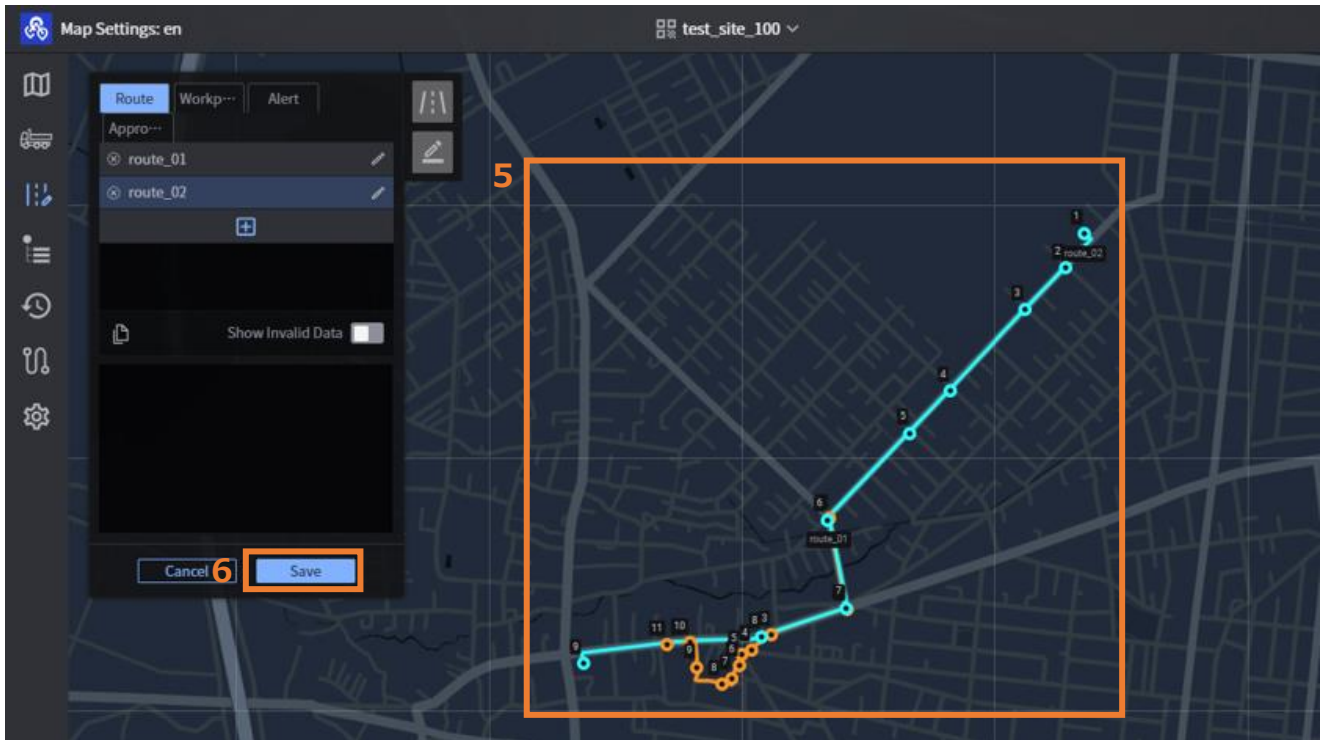 Map Settings: en
test_site_100
Route Workp··· Alert
Appro···
route_01
route_02
Show Invalid Data
Cancel
6
Save
5
1
2
route_02
3
4
5
6
route_01
7
8 3
11 10
5 4
9
6
9
8 7